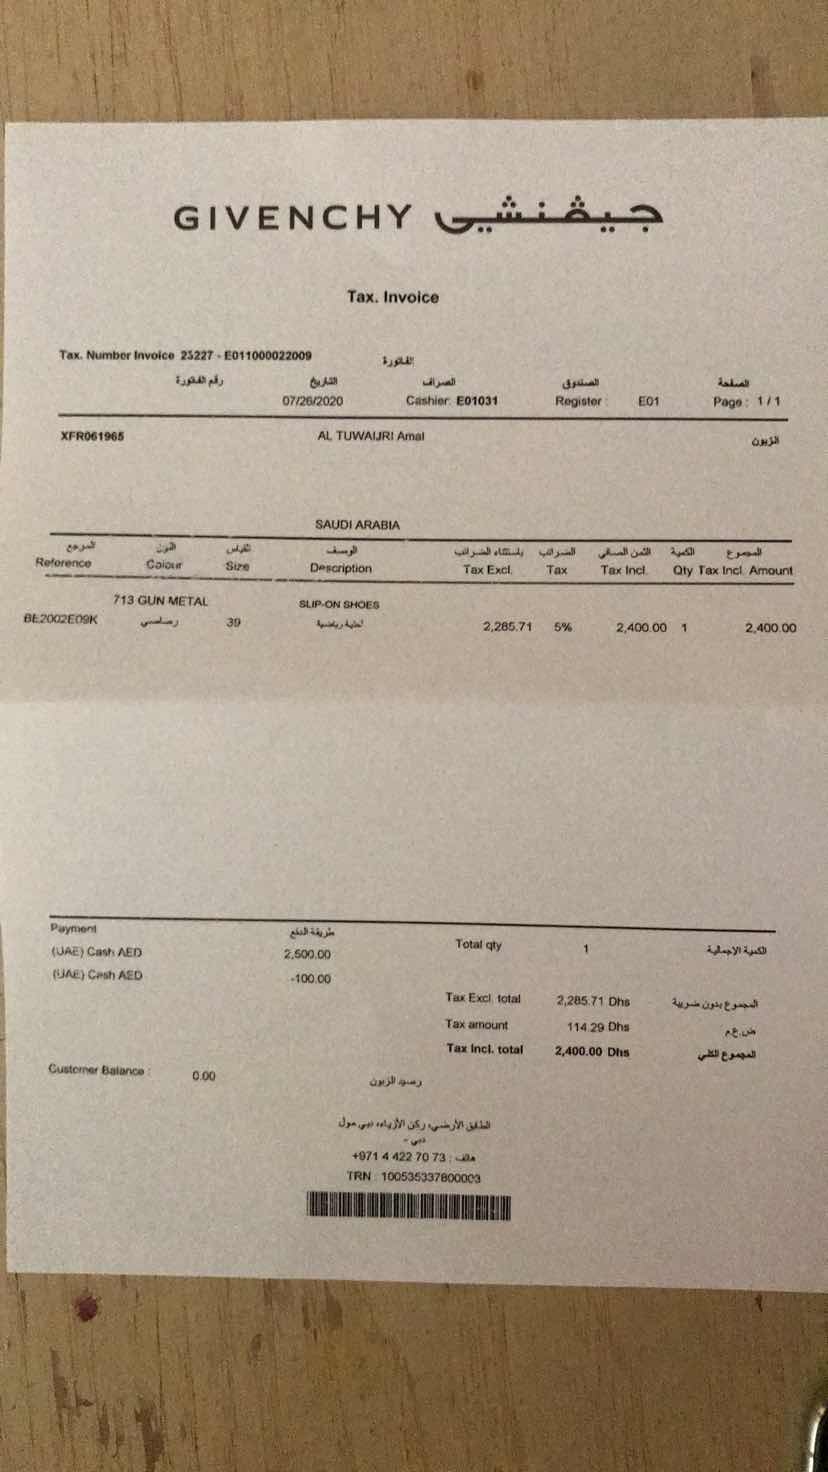 GIVENCHY جيڤنشي
Tax. Invoice
Tax. Number Invoice 25227 - E011000022009 الفاتورة
رقم الفاتورة التاريخ الصراف الصندوق الصفحة
07/26/2020 Cashier: E01031 Register : E01 Page : 1 / 1
XFR061965 AL TUWAIJRI Amal الزبون
SAUDI ARABIA
المرجع اللون القياس الوصف باستثناء الضرائب الضرائب الثمن الصافي الكمية المجموع
Reference Colour Size Description Tax Excl. Tax Tax Incl. Qty Tax Incl. Amount
713 GUN METAL SLIP-ON SHOES
BE2002E09K رصاصي 39 أحذية رياضية 2,285.71 5% 2,400.00 1 2,400.00
Payment طريقة الدفع
(UAE) Cash AED 2,500.00 Total qty 1 الكمية الاجمالية
(UAE) Cash AED -100.00
Tax Excl. total 2,285.71 Dhs المجموع بدون ضريبة
Tax amount 114.29 Dhs ض.ع.م
Tax Incl. total 2,400.00 Dhs المجموع الكلي
Customer Balance : 0.00 رصيد الزبون
الطابق الأرضي، ركن الأزياء، دبي مول
دبي -
هاتف : +971 4 422 70 73
TRN : 100535337800003